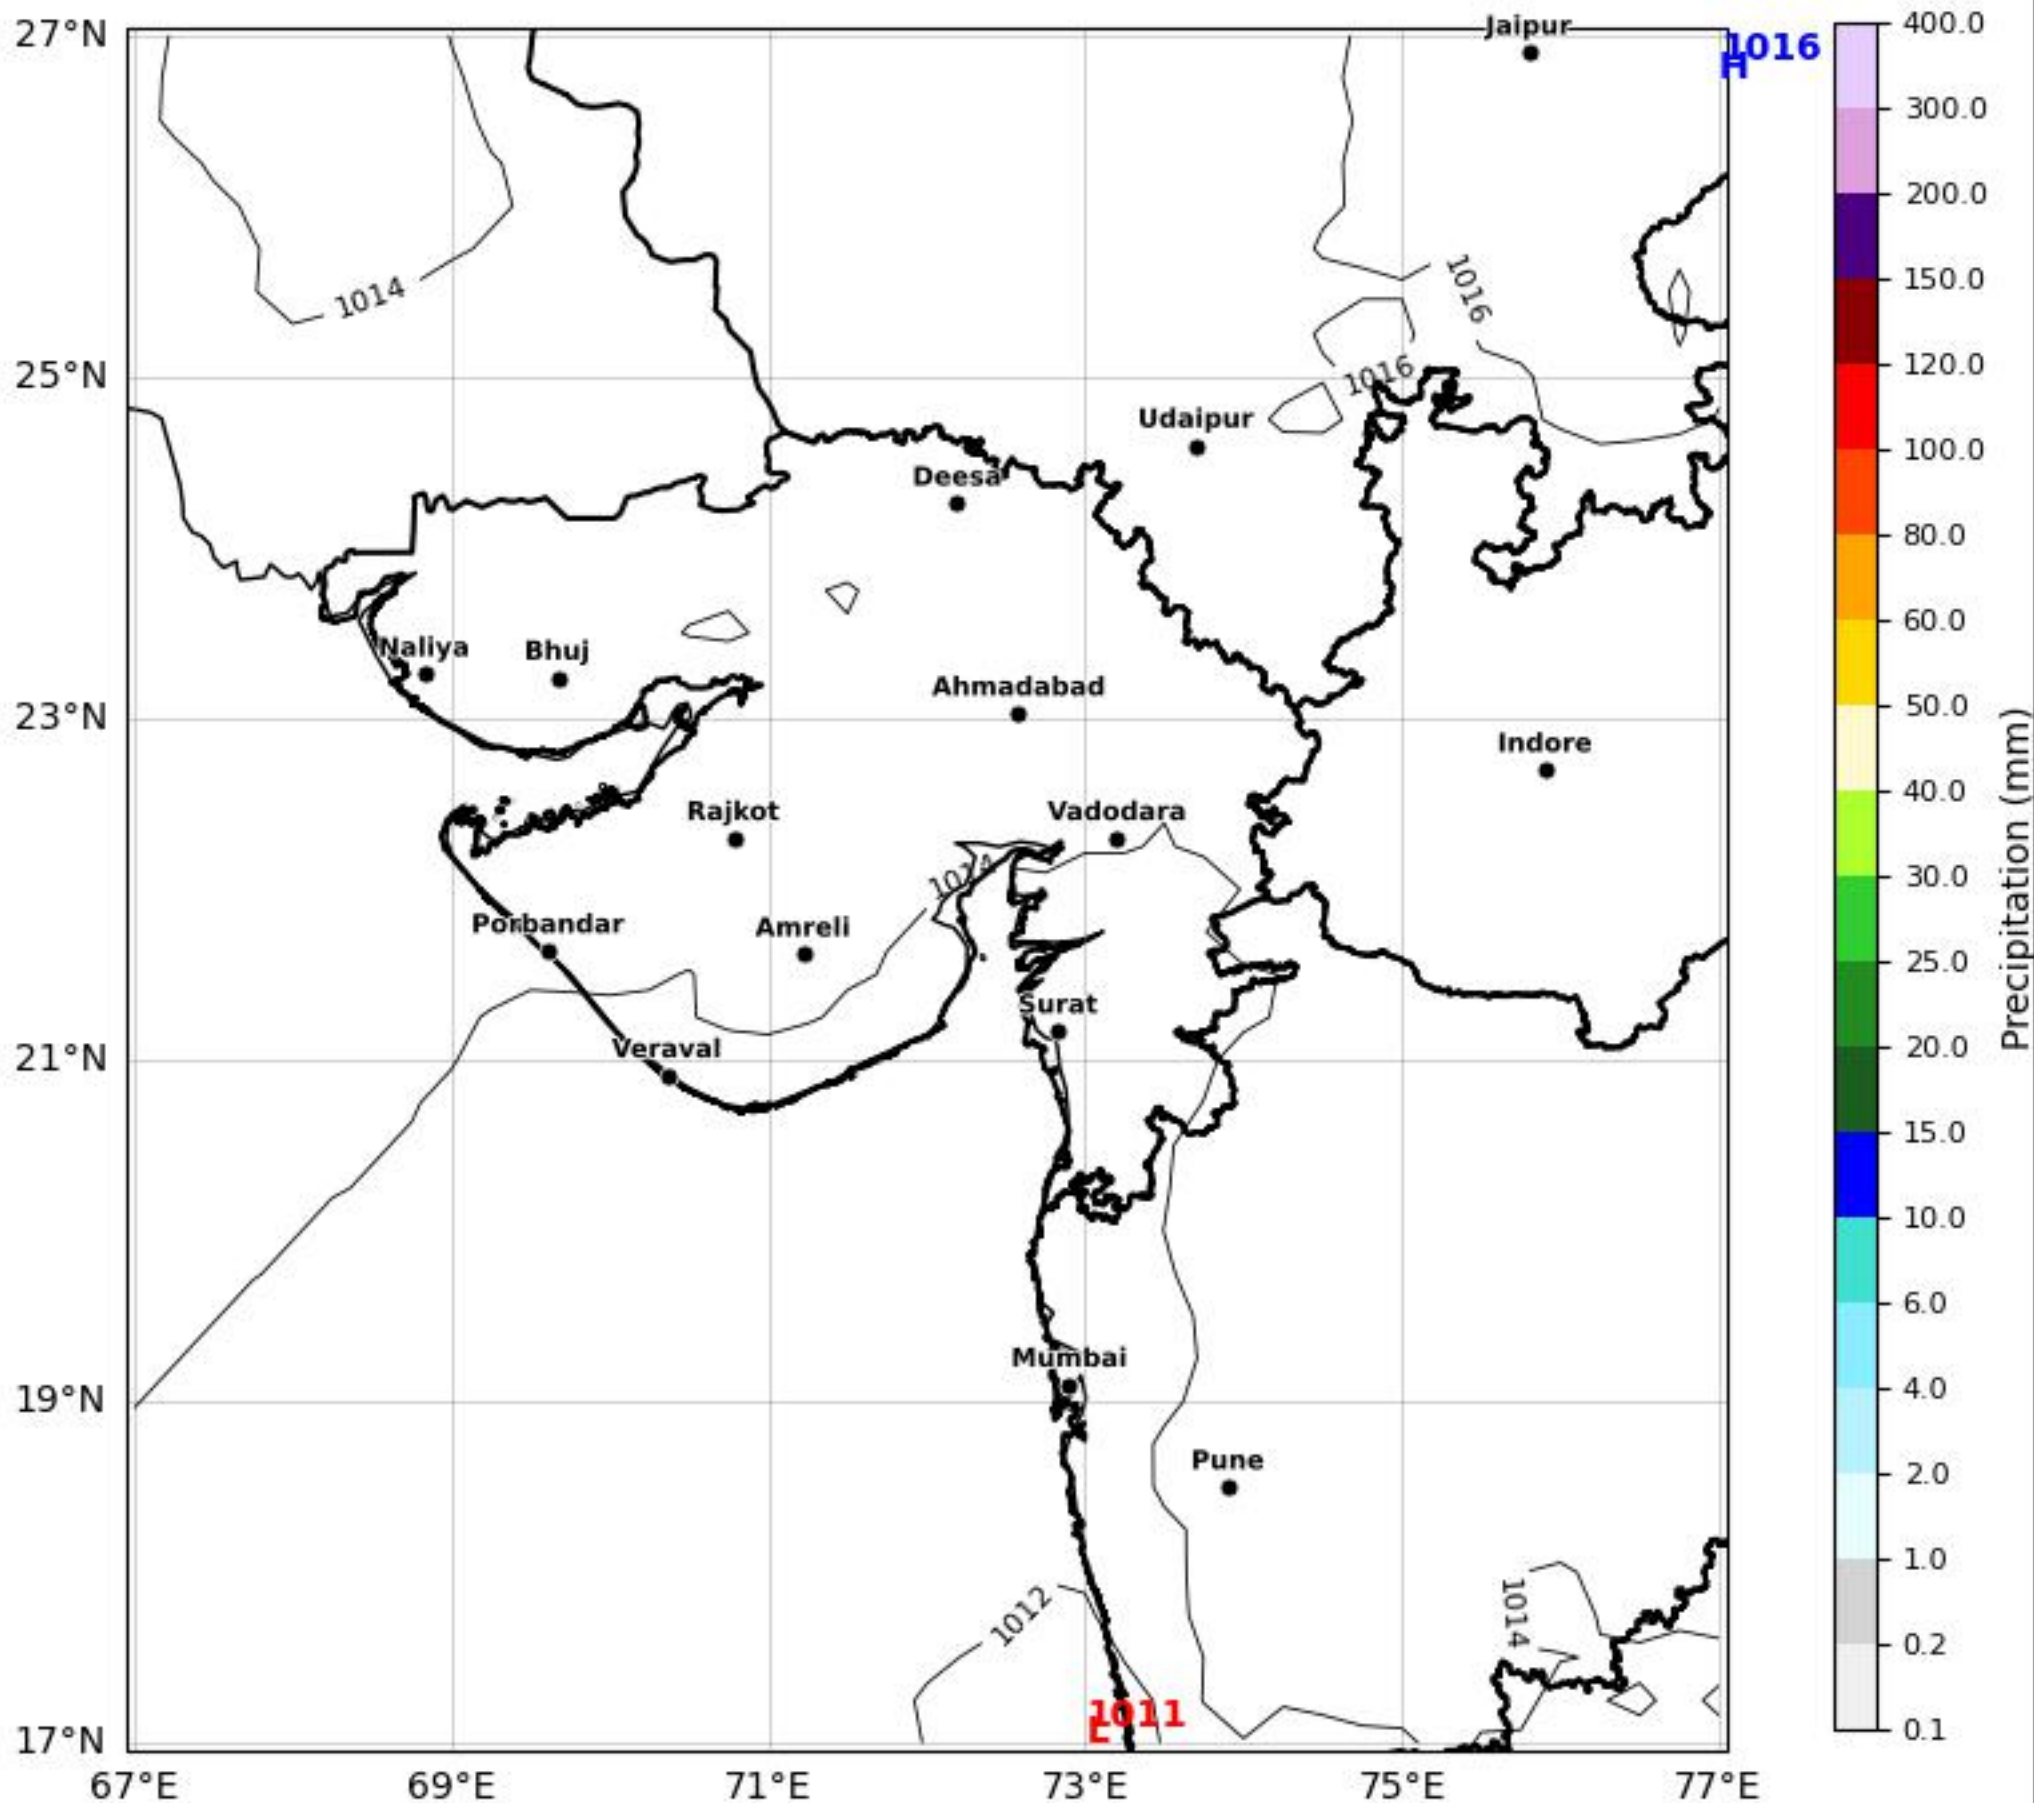 27°N
25°N
23°N
21°N
19°N
17°N
67°E
69°E
71°E
73°E
75°E
77°E
Jaipur
1016
H
1014
1016
1016
Udaipur
Deesa
Naliya
Bhuj
Ahmadabad
Indore
Rajkot
Vadodara
1014
Porbandar
Amreli
Surat
Veraval
Mumbai
Pune
1012
1014
1011
L
400.0
300.0
200.0
150.0
120.0
100.0
80.0
60.0
50.0
40.0
30.0
25.0
20.0
15.0
10.0
6.0
4.0
2.0
1.0
0.2
0.1
Precipitation (mm)